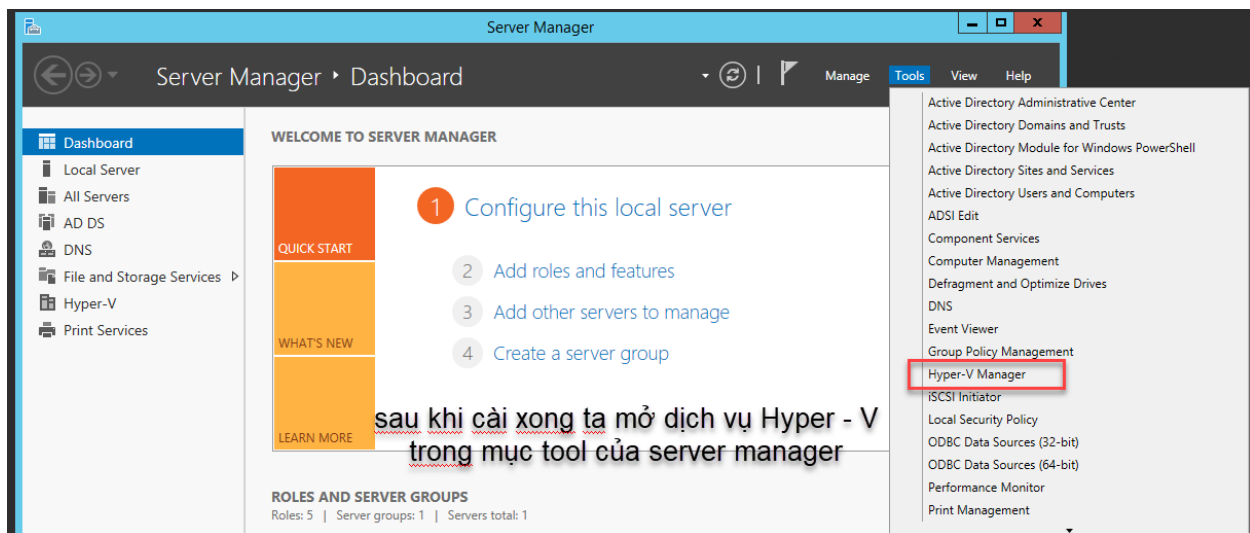 Server Manager
Server Manager • Dashboard
Manage Tools View Help
Dashboard
Local Server
All Servers
AD DS
DNS
File and Storage Services
Hyper-V
Print Services
WELCOME TO SERVER MANAGER
QUICK START
WHAT'S NEW
LEARN MORE
1 Configure this local server
2 Add roles and features
3 Add other servers to manage
4 Create a server group
sau khi cài xong ta mở dịch vụ Hyper - V
trong mục tool của server manager
ROLES AND SERVER GROUPS
Roles: 5 | Server groups: 1 | Servers total: 1
Active Directory Administrative Center
Active Directory Domains and Trusts
Active Directory Module for Windows PowerShell
Active Directory Sites and Services
Active Directory Users and Computers
ADSI Edit
Component Services
Computer Management
Defragment and Optimize Drives
DNS
Event Viewer
Group Policy Management
Hyper-V Manager
iSCSI Initiator
Local Security Policy
ODBC Data Sources (32-bit)
ODBC Data Sources (64-bit)
Performance Monitor
Print Management